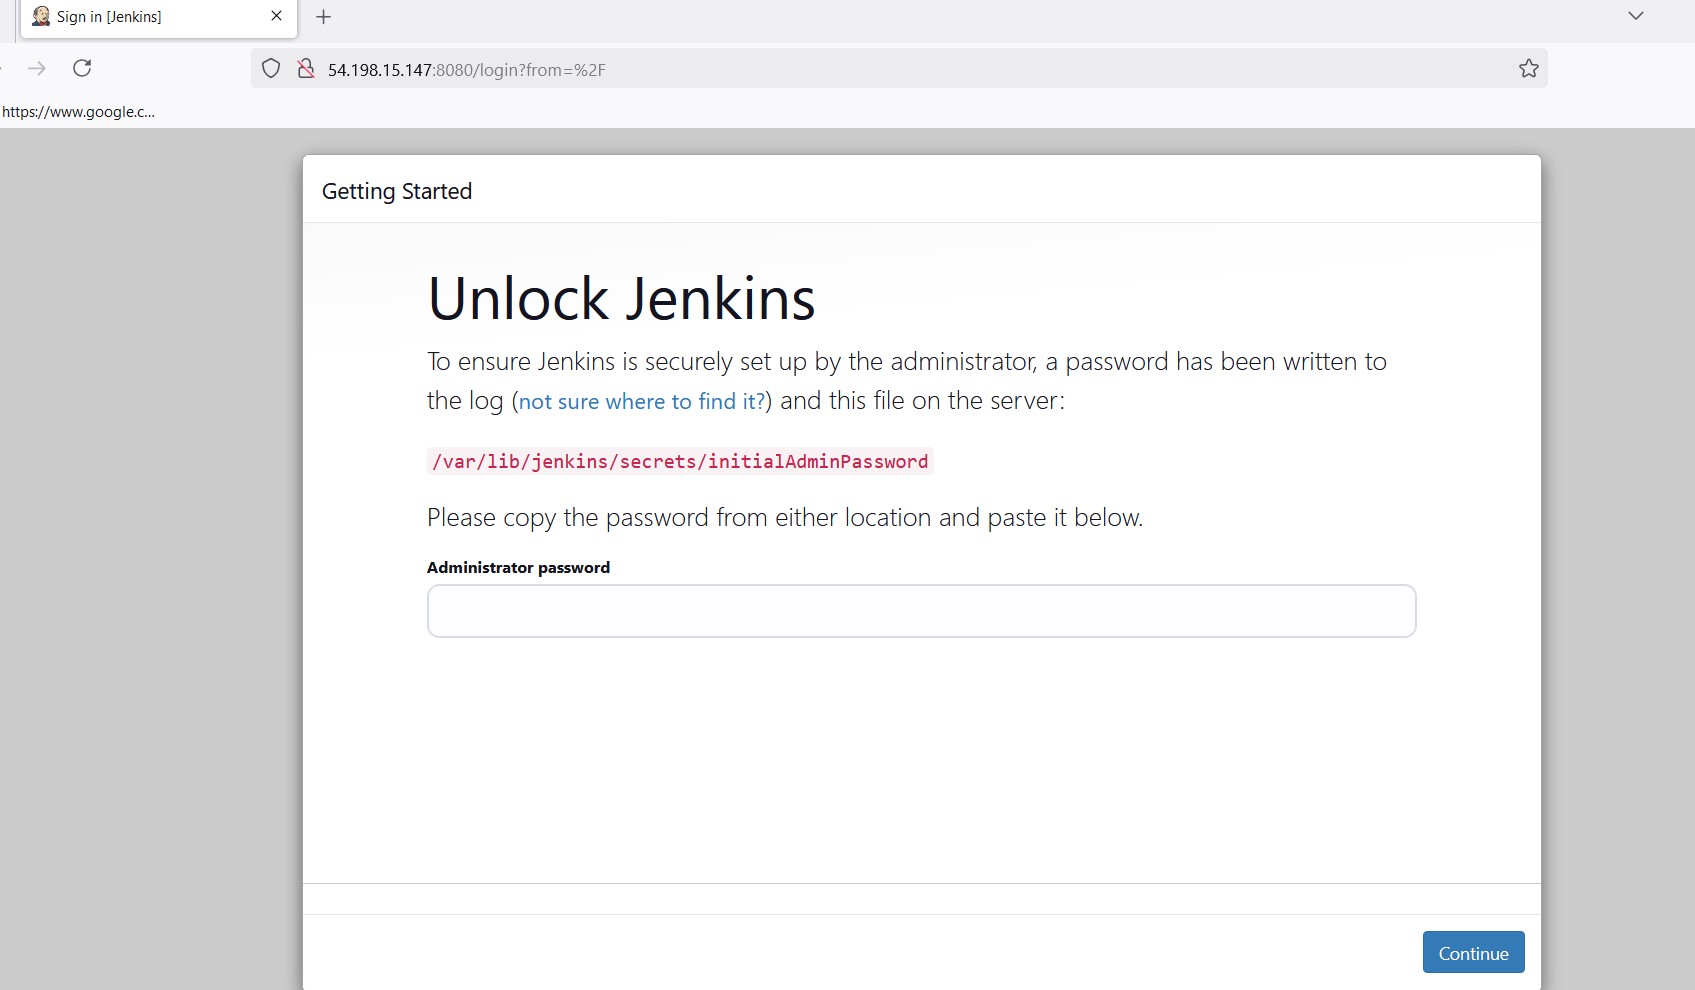 Sign in [Jenkins]
54.198.15.147:8080/login?from=%2F
https://www.google.c...
Getting Started
Unlock Jenkins
To ensure Jenkins is securely set up by the administrator, a password has been written to
the log (not sure where to find it?) and this file on the server:
/var/lib/jenkins/secrets/initialAdminPassword
Please copy the password from either location and paste it below.
Administrator password
Continue